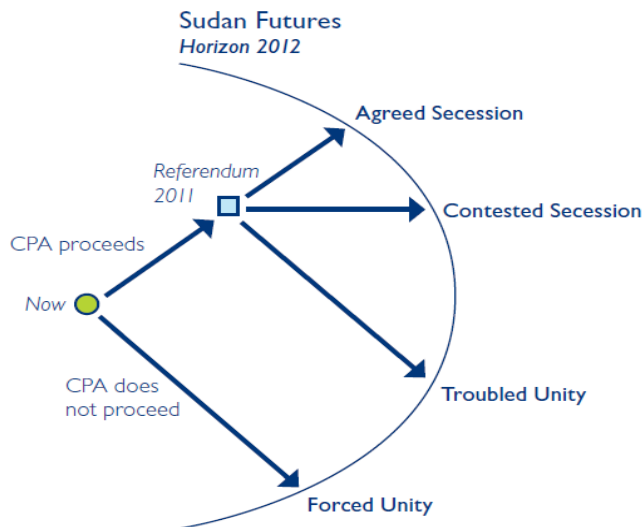 Sudan Futures
Horizon 2012
Agreed Secession
Referendum
2011
Contested Secession
CPA proceeds
Now
CPA does
not proceed
Troubled Unity
Forced Unity